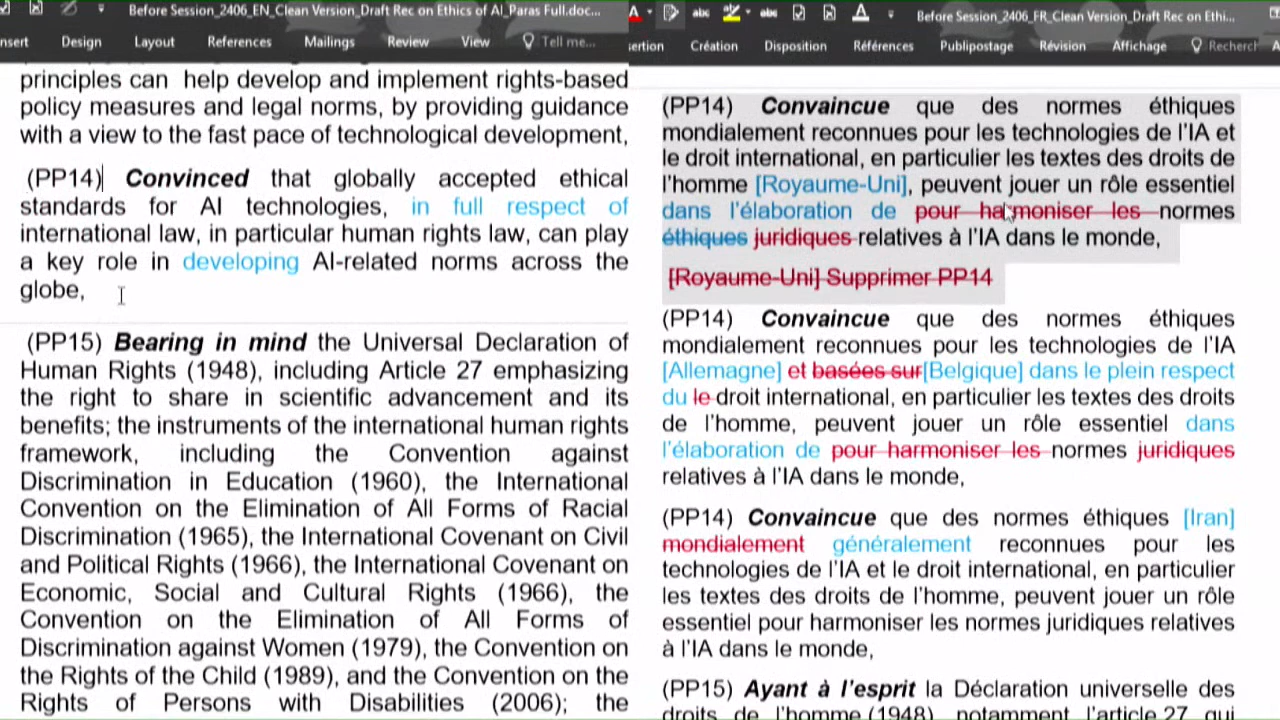 Before Session_2406_EN_Clean Version_Draft Rec on Ethics of AI_Paras Full.doc...
nsert Design Layout References Mailings Review View Tell me...
principles can help develop and implement rights-based
policy measures and legal norms, by providing guidance
with a view to the fast pace of technological development,
(PP14) Convinced that globally accepted ethical
standards for AI technologies, in full respect of
international law, in particular human rights law, can play
a key role in developing AI-related norms across the
globe,
(PP15) Bearing in mind the Universal Declaration of
Human Rights (1948), including Article 27 emphasizing
the right to share in scientific advancement and its
benefits; the instruments of the international human rights
framework, including the Convention against
Discrimination in Education (1960), the International
Convention on the Elimination of All Forms of Racial
Discrimination (1965), the International Covenant on Civil
and Political Rights (1966), the International Covenant on
Economic, Social and Cultural Rights (1966), the
Convention on the Elimination of All Forms of
Discrimination against Women (1979), the Convention on
the Rights of the Child (1989), and the Convention on the
Rights of Persons with Disabilities (2006); the
Before Session_2406_FR_Clean Version_Draft Rec on Ethi...
sertion Création Disposition Références Publipostage Révision Affichage Recherch
(PP14) Convaincue que des normes éthiques
mondialement reconnues pour les technologies de l'IA et
le droit international, en particulier les textes des droits de
l'homme [Royaume-Uni], peuvent jouer un rôle essentiel
dans l'élaboration de pour harmoniser les normes
éthiques juridiques relatives à l'IA dans le monde,
[Royaume-Uni] Supprimer PP14
(PP14) Convaincue que des normes éthiques
mondialement reconnues pour les technologies de l'IA
[Allemagne] et basées sur[Belgique] dans le plein respect
du le droit international, en particulier les textes des droits
de l'homme, peuvent jouer un rôle essentiel dans
l'élaboration de pour harmoniser les normes juridiques
relatives à l'IA dans le monde,
(PP14) Convaincue que des normes éthiques [Iran]
mondialement généralement reconnues pour les
technologies de l'IA et le droit international, en particulier
les textes des droits de l'homme, peuvent jouer un rôle
essentiel pour harmoniser les normes juridiques relatives
à l'IA dans le monde,
(PP15) Ayant à l'esprit la Déclaration universelle des
droits de l'homme (1948), notamment l'article 27 qui